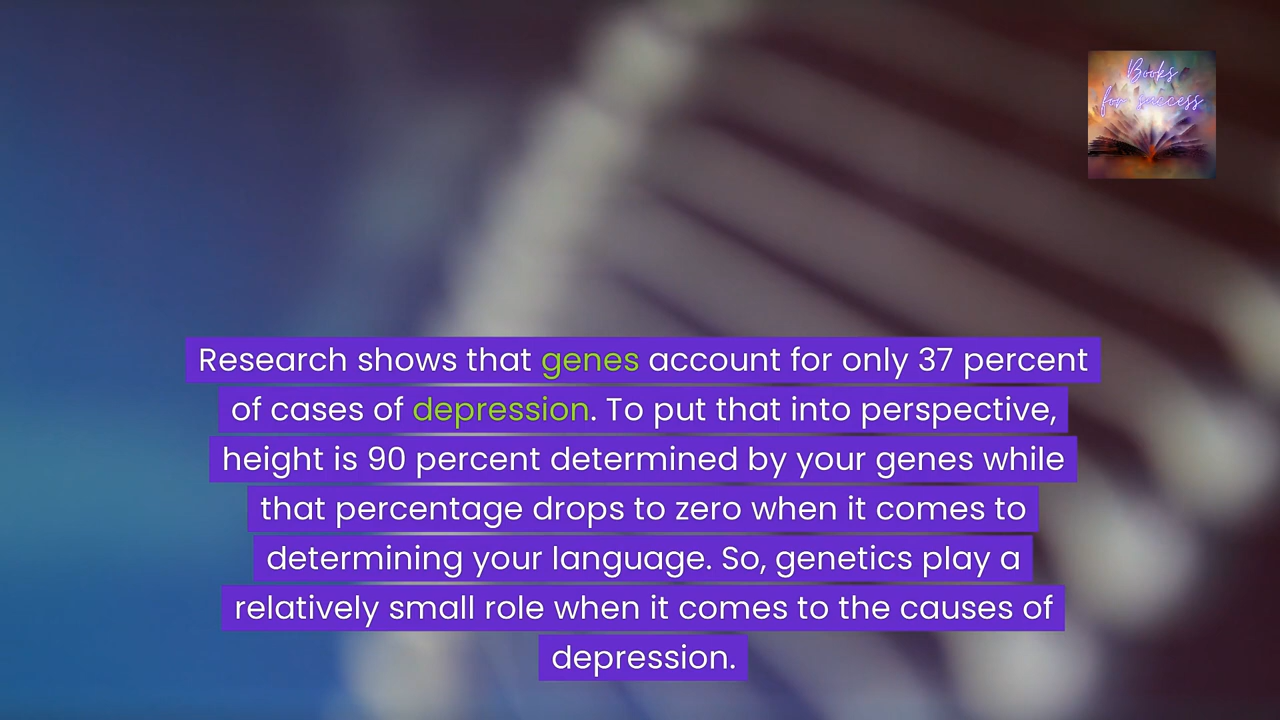 Books
for success
Research shows that genes account for only 37 percent
of cases of depression. To put that into perspective,
height is 90 percent determined by your genes while
that percentage drops to zero when it comes to
determining your language. So, genetics play a
relatively small role when it comes to the causes of
depression.